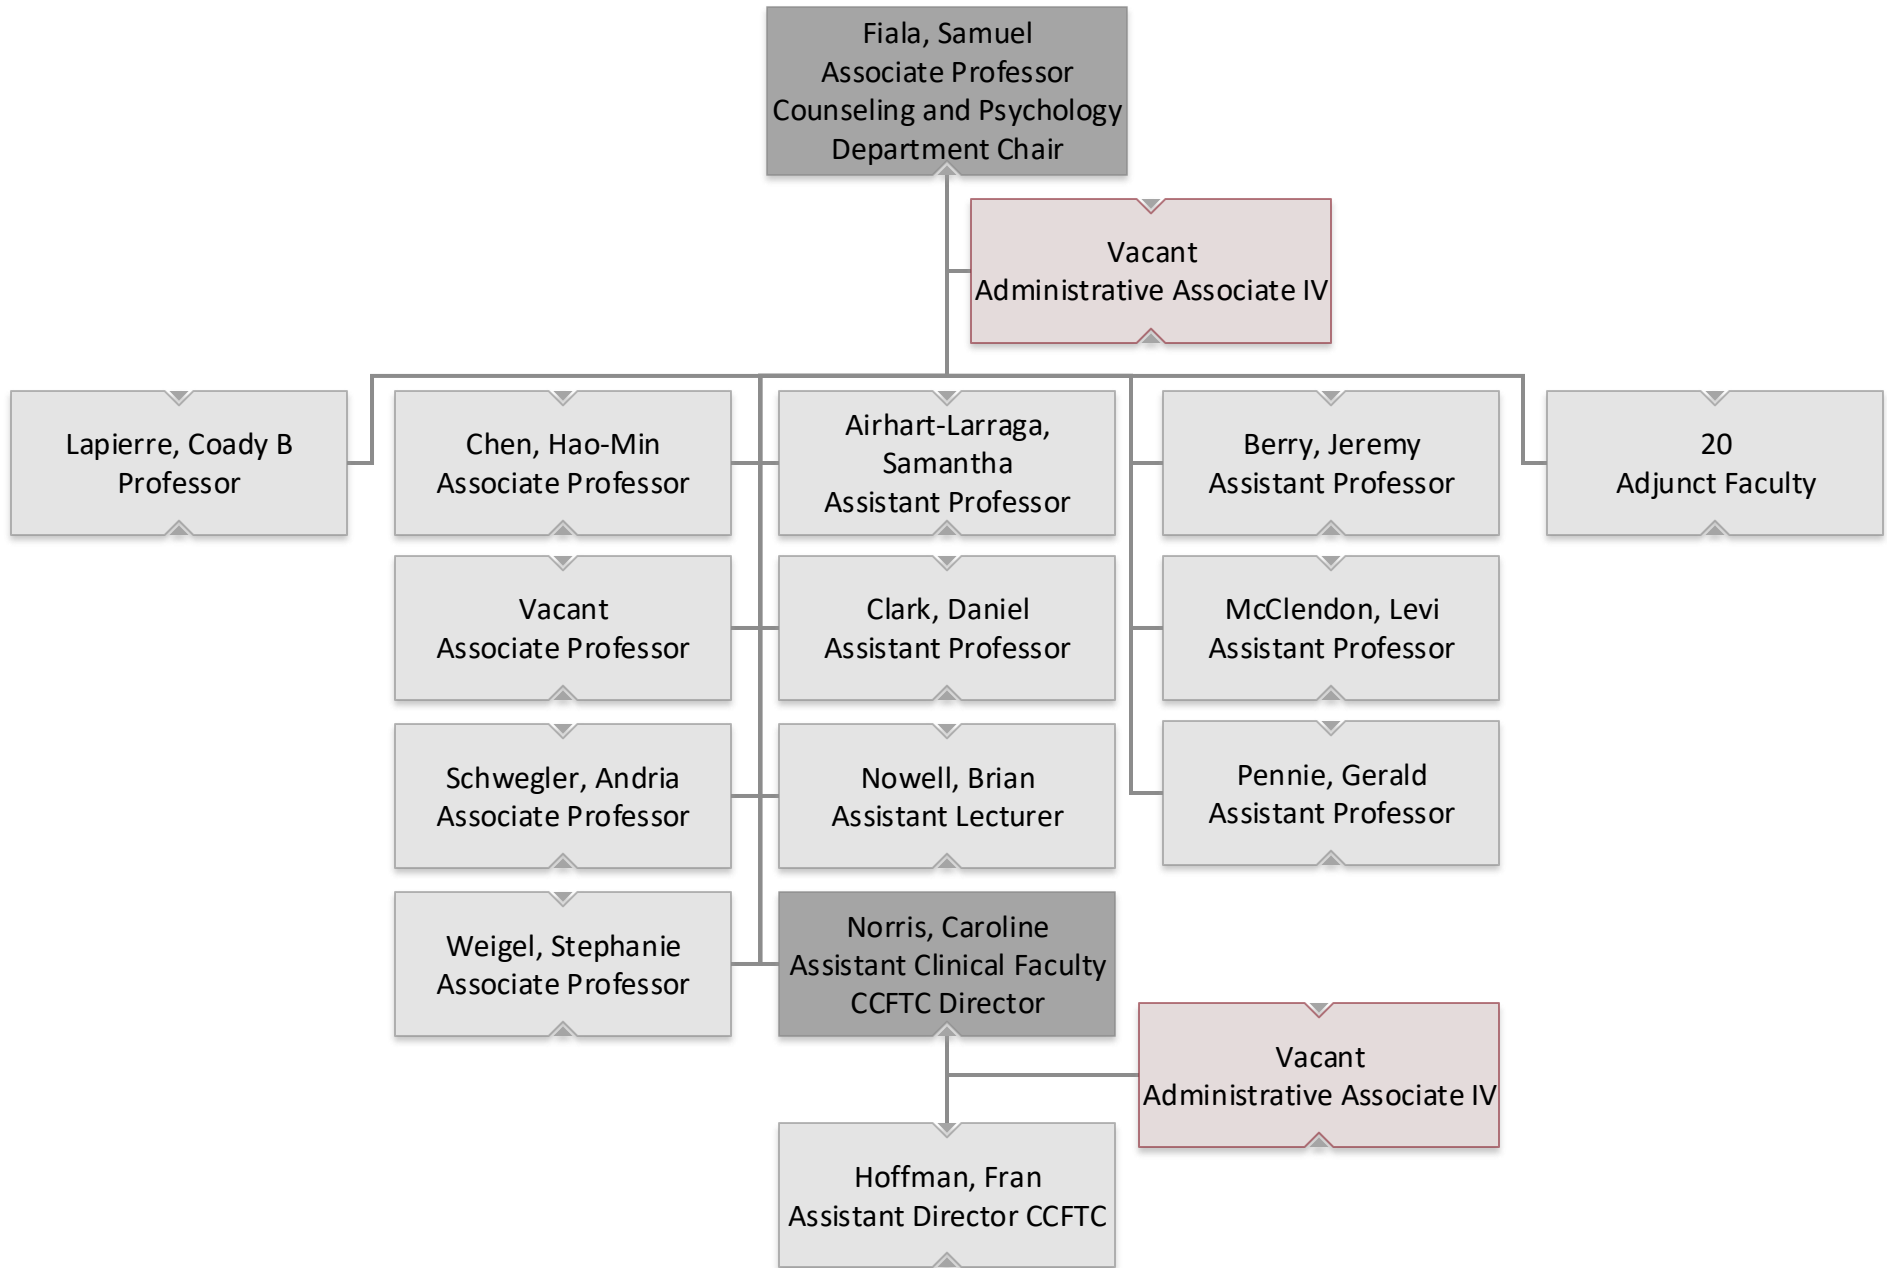 Fiala, Samuel
Associate Professor
Counseling and Psychology
Department Chair
Vacant
Administrative Associate IV
Lapierre, Coady B
Professor
Chen, Hao-Min
Associate Professor
Airhart-Larraga,
Samantha
Assistant Professor
Berry, Jeremy
Assistant Professor
20
Adjunct Faculty
Vacant
Associate Professor
Clark, Daniel
Assistant Professor
McClendon, Levi
Assistant Professor
Schwegler, Andria
Associate Professor
Nowell, Brian
Assistant Lecturer
Pennie, Gerald
Assistant Professor
Weigel, Stephanie
Associate Professor
Norris, Caroline
Assistant Clinical Faculty
CCFTC Director
Vacant
Administrative Associate IV
Hoffman, Fran
Assistant Director CCFTC